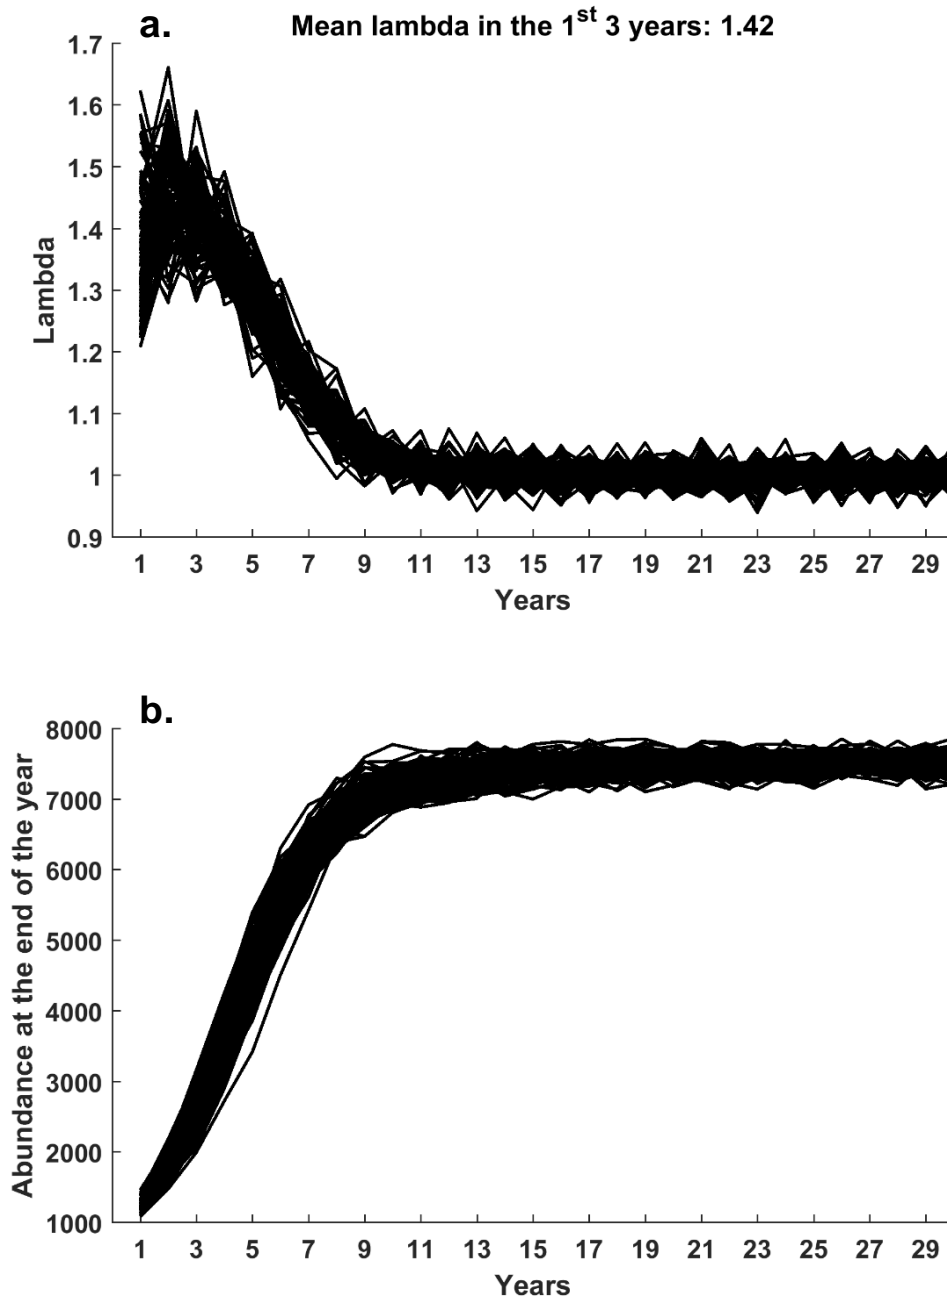 a.
Mean lambda in the 1st 3 years: 1.42
1.7
1.6
1.5
1.4
1.3
1.2
1.1
1
0.9
Lambda
1 3 5 7 9 11 13 15 17 19 21 23 25 27 29
Years
b.
8000
7000
6000
5000
4000
3000
2000
1000
Abundance at the end of the year
1 3 5 7 9 11 13 15 17 19 21 23 25 27 29
Years